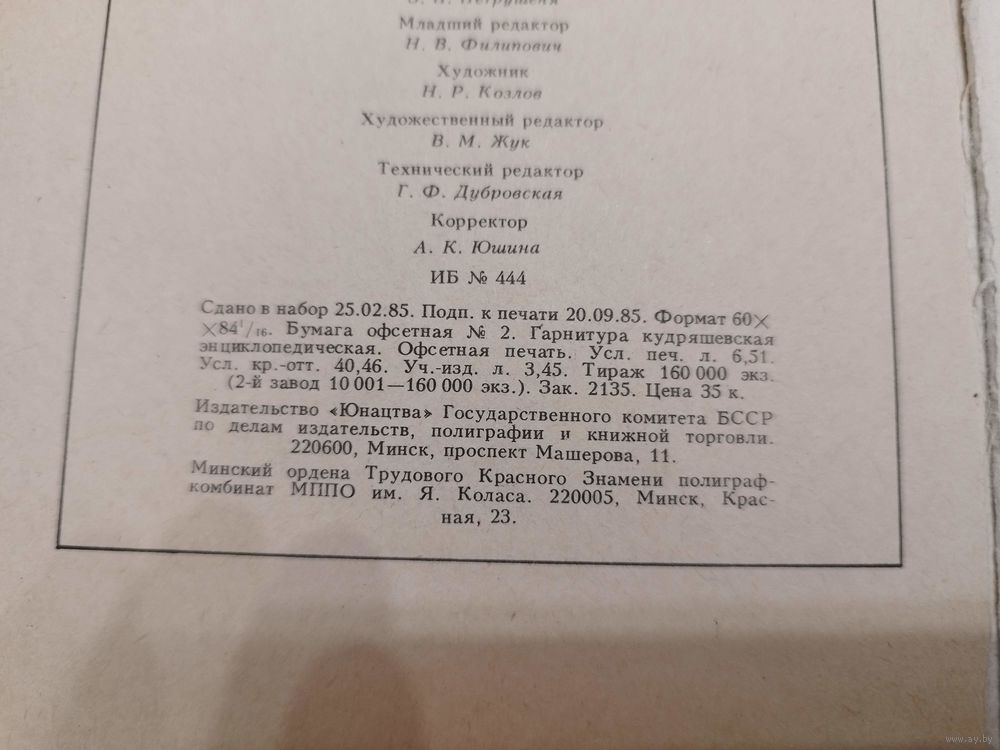 Младший редактор
Н. В. Филипович
Художник
Н. Р. Козлов
Художественный редактор
В. М. Жук
Технический редактор
Г. Ф. Дубровская
Корректор
А. К. Юшина
ИБ № 444
Сдано в набор 25.02.85. Подп. к печати 20.09.85. Формат 60×
×84¹/₁₆. Бумага офсетная № 2. Гарнитура кудряшевская
энциклопедическая. Офсетная печать. Усл. печ. л. 6,51.
Усл. кр.-отт. 40,46. Уч.-изд. л. 3,45. Тираж 160 000 экз.
(2-й завод 10 001—160 000 экз.). Зак. 2135. Цена 35 к.
Издательство «Юнацтва» Государственного комитета БССР
по делам издательств, полиграфии и книжной торговли.
220600, Минск, проспект Машерова, 11.
Минский ордена Трудового Красного Знамени полиграф-
комбинат МППО им. Я. Коласа. 220005, Минск, Крас-
ная, 23.
www.ay.by